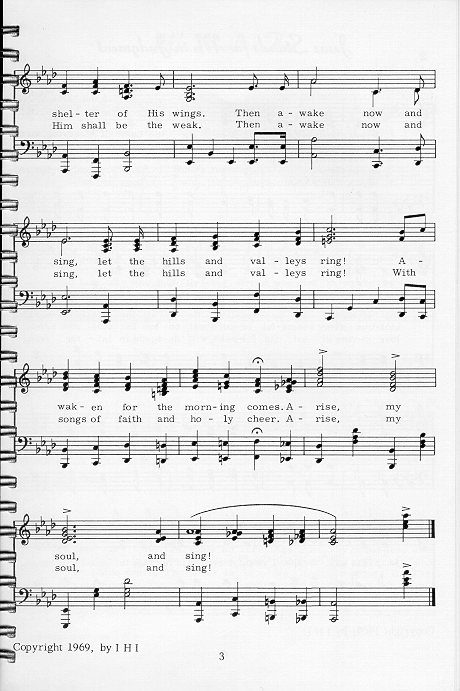 shel-ter of His wings. Then a-wake now and
Him shall be the weak. Then a-wake now and
sing, let the hills and val-leys ring! A-
sing, let the hills and val-leys ring! With
wak-en for the morn-ing comes. A-rise, my
songs of faith and ho-ly cheer. A-rise, my
soul, and sing!
soul, and sing!
Copyright 1969, by I H I
3